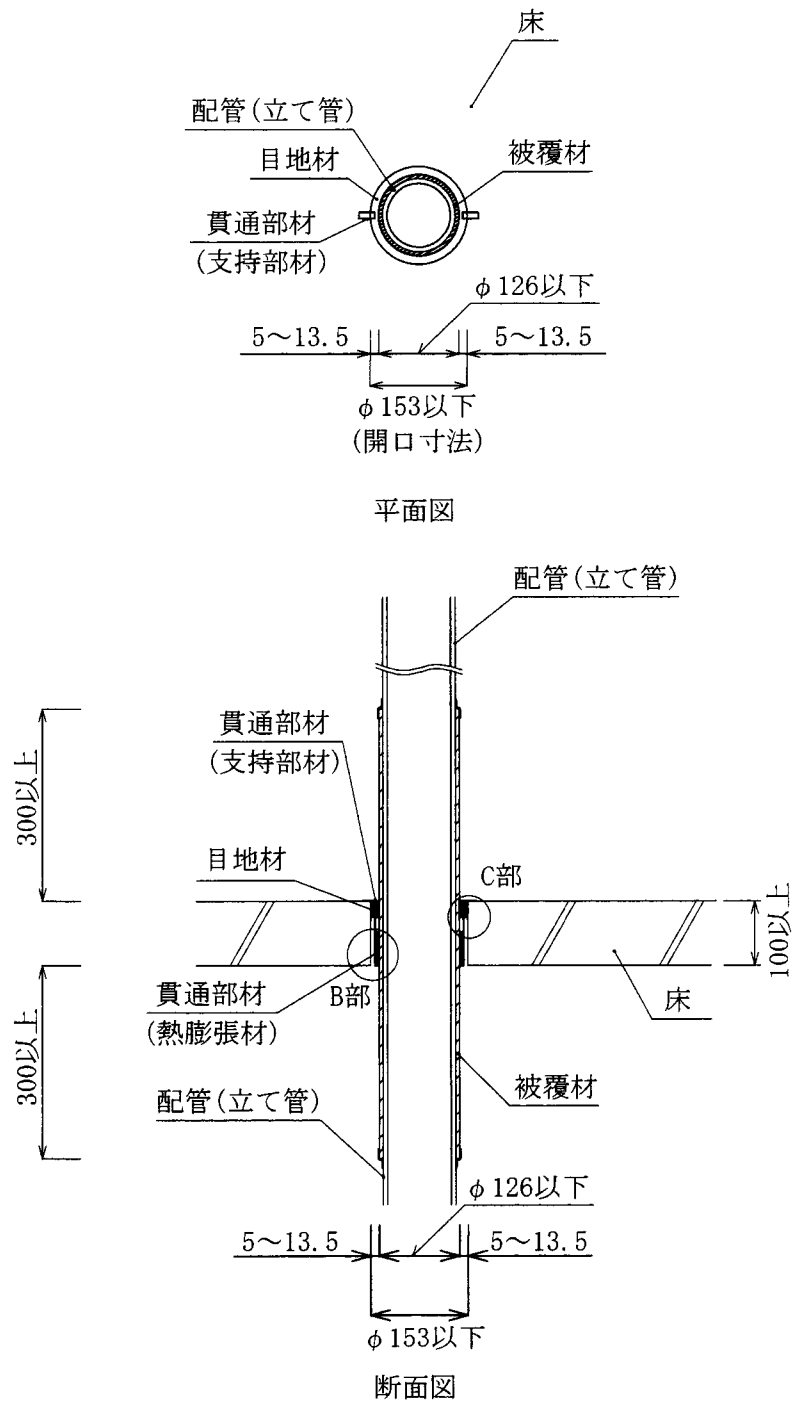 床
配管(立て管)
目地材
被覆材
貫通部材
(支持部材)
φ126以下
5～13.5
5～13.5
φ153以下
(開口寸法)
平面図
配管(立て管)
貫通部材
(支持部材)
300以上
目地材
C部
100以上
貫通部材
(熱膨張材)
B部
床
300以上
配管(立て管)
被覆材
φ126以下
5～13.5
5～13.5
φ153以下
断面図